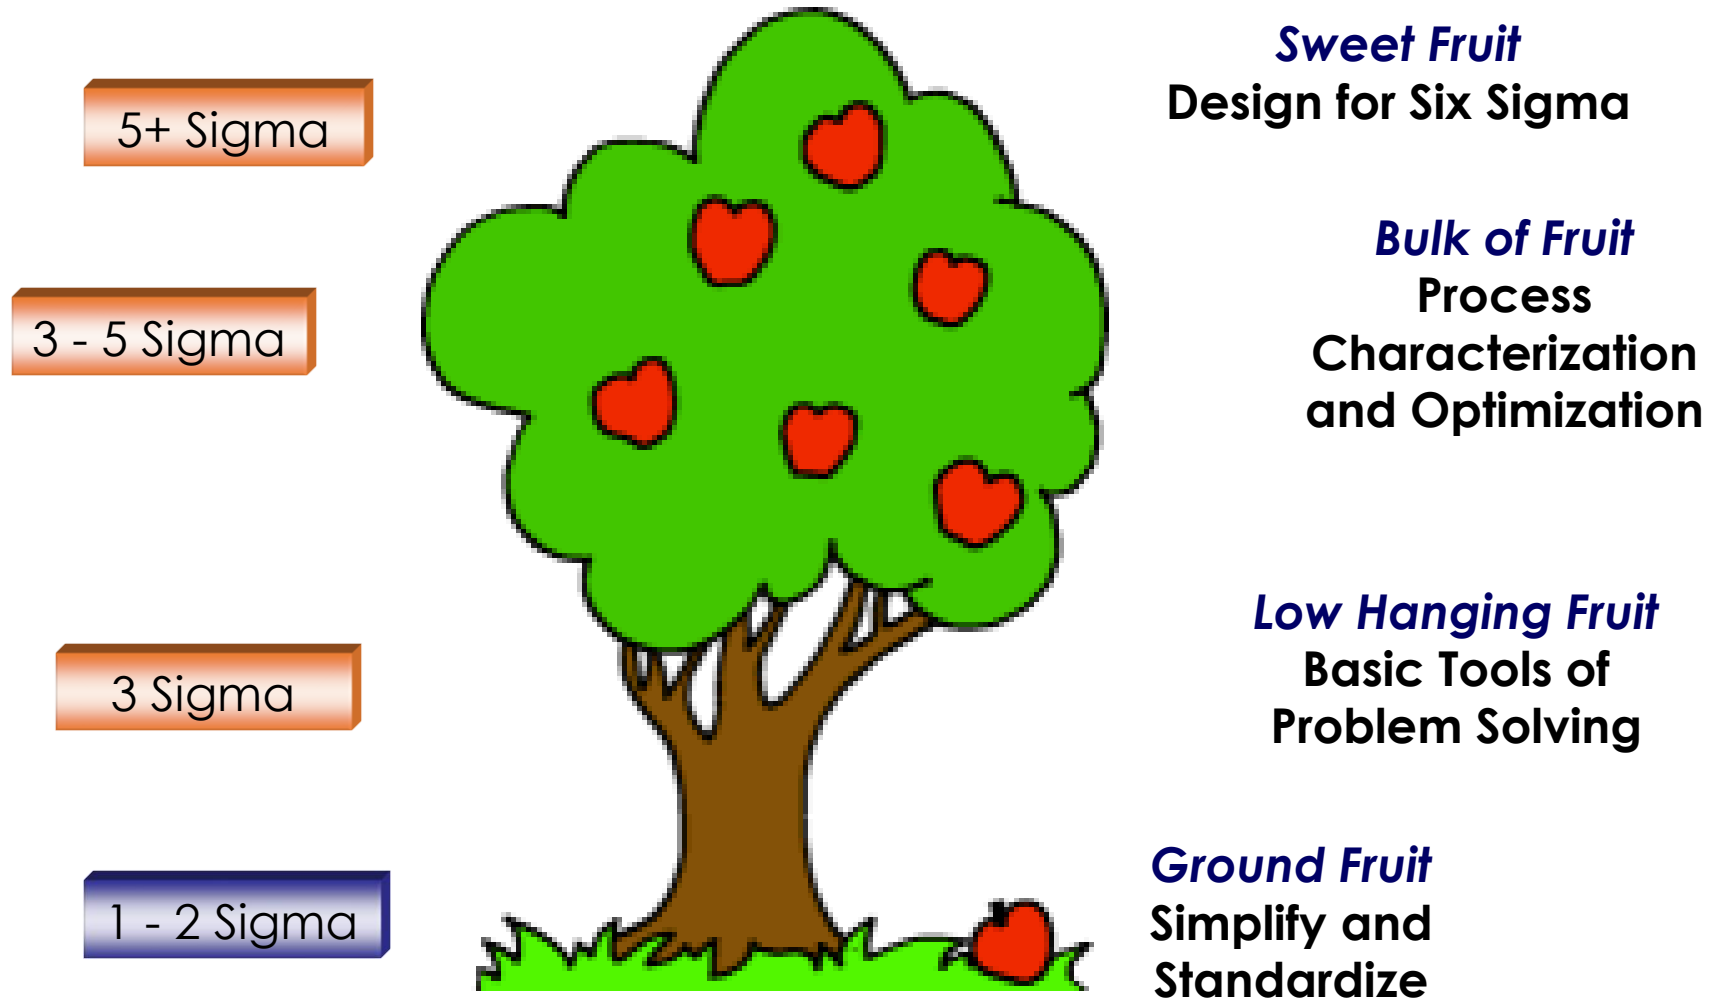 5+ Sigma
Sweet Fruit
Design for Six Sigma
3 - 5 Sigma
Bulk of Fruit
Process
Characterization
and Optimization
3 Sigma
Low Hanging Fruit
Basic Tools of
Problem Solving
1 - 2 Sigma
Ground Fruit
Simplify and
Standardize